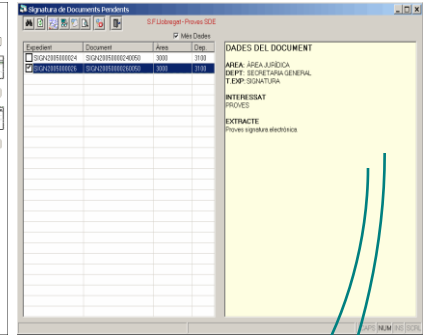 Signatura de Documents Pendents
S.F.Llobregat - Proves SDE
Més Dades
Expedient Document Àrea Dep.
SIGN2005000024 SIGN20050000240050 3000 3100
SIGN2005000026 SIGN20050000260050 3000 3100
DADES DEL DOCUMENT
AREA: ÀREA JURÍDICA
DEPT: SECRETARIA GENERAL
T.EXP: SIGNATURA
INTERESSAT
PROVES
EXTRACTE
Proves signatura electrònica
CAPS NUM INS SCRL